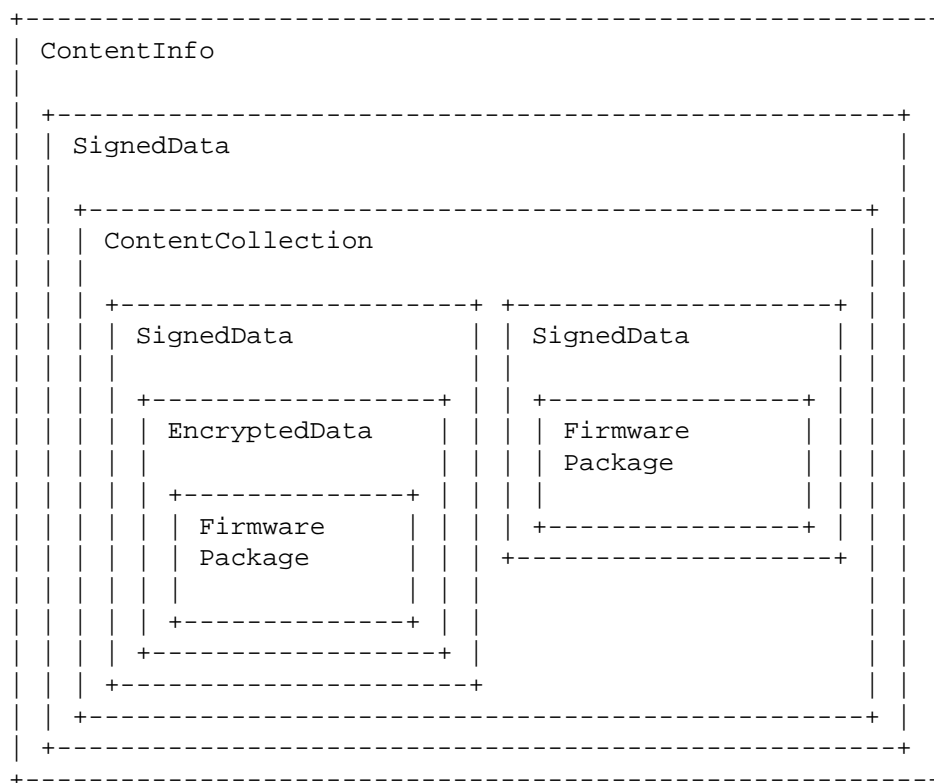 ContentInfo
SignedData
ContentCollection
SignedData SignedData
EncryptedData Firmware
Package
Firmware
Package